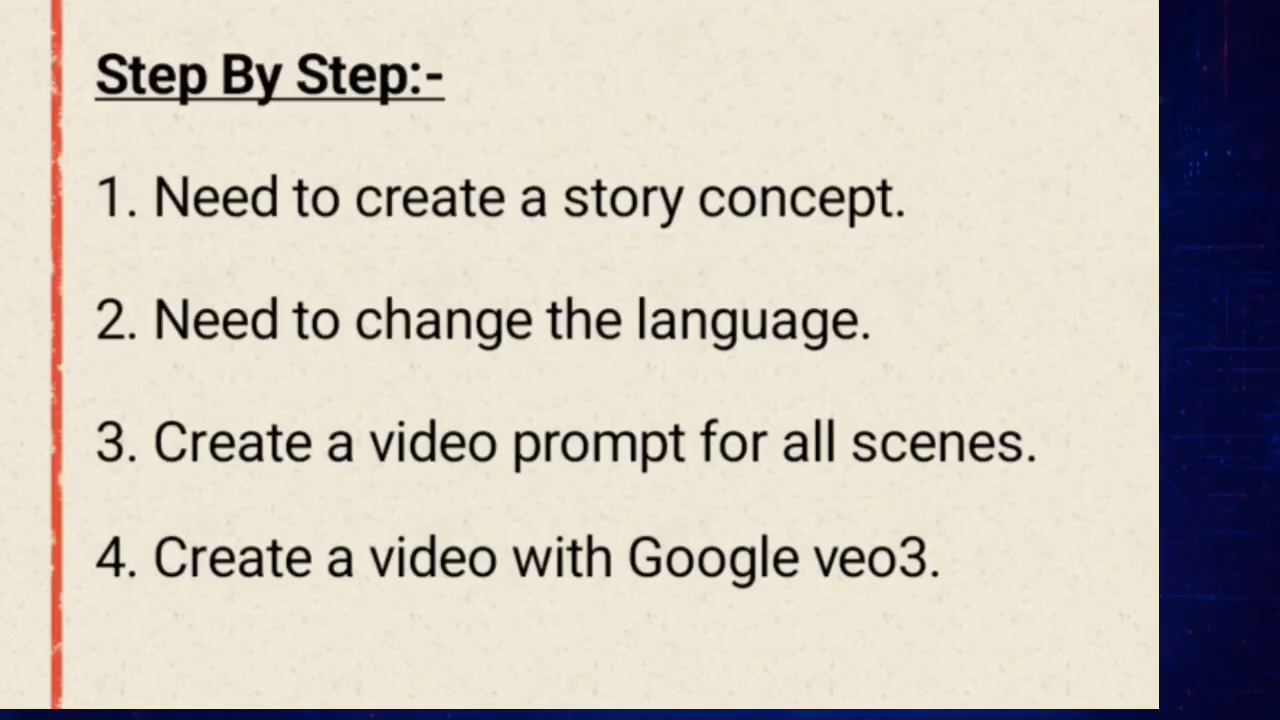 Step By Step:-
1. Need to create a story concept.
2. Need to change the language.
3. Create a video prompt for all scenes.
4. Create a video with Google veo3.